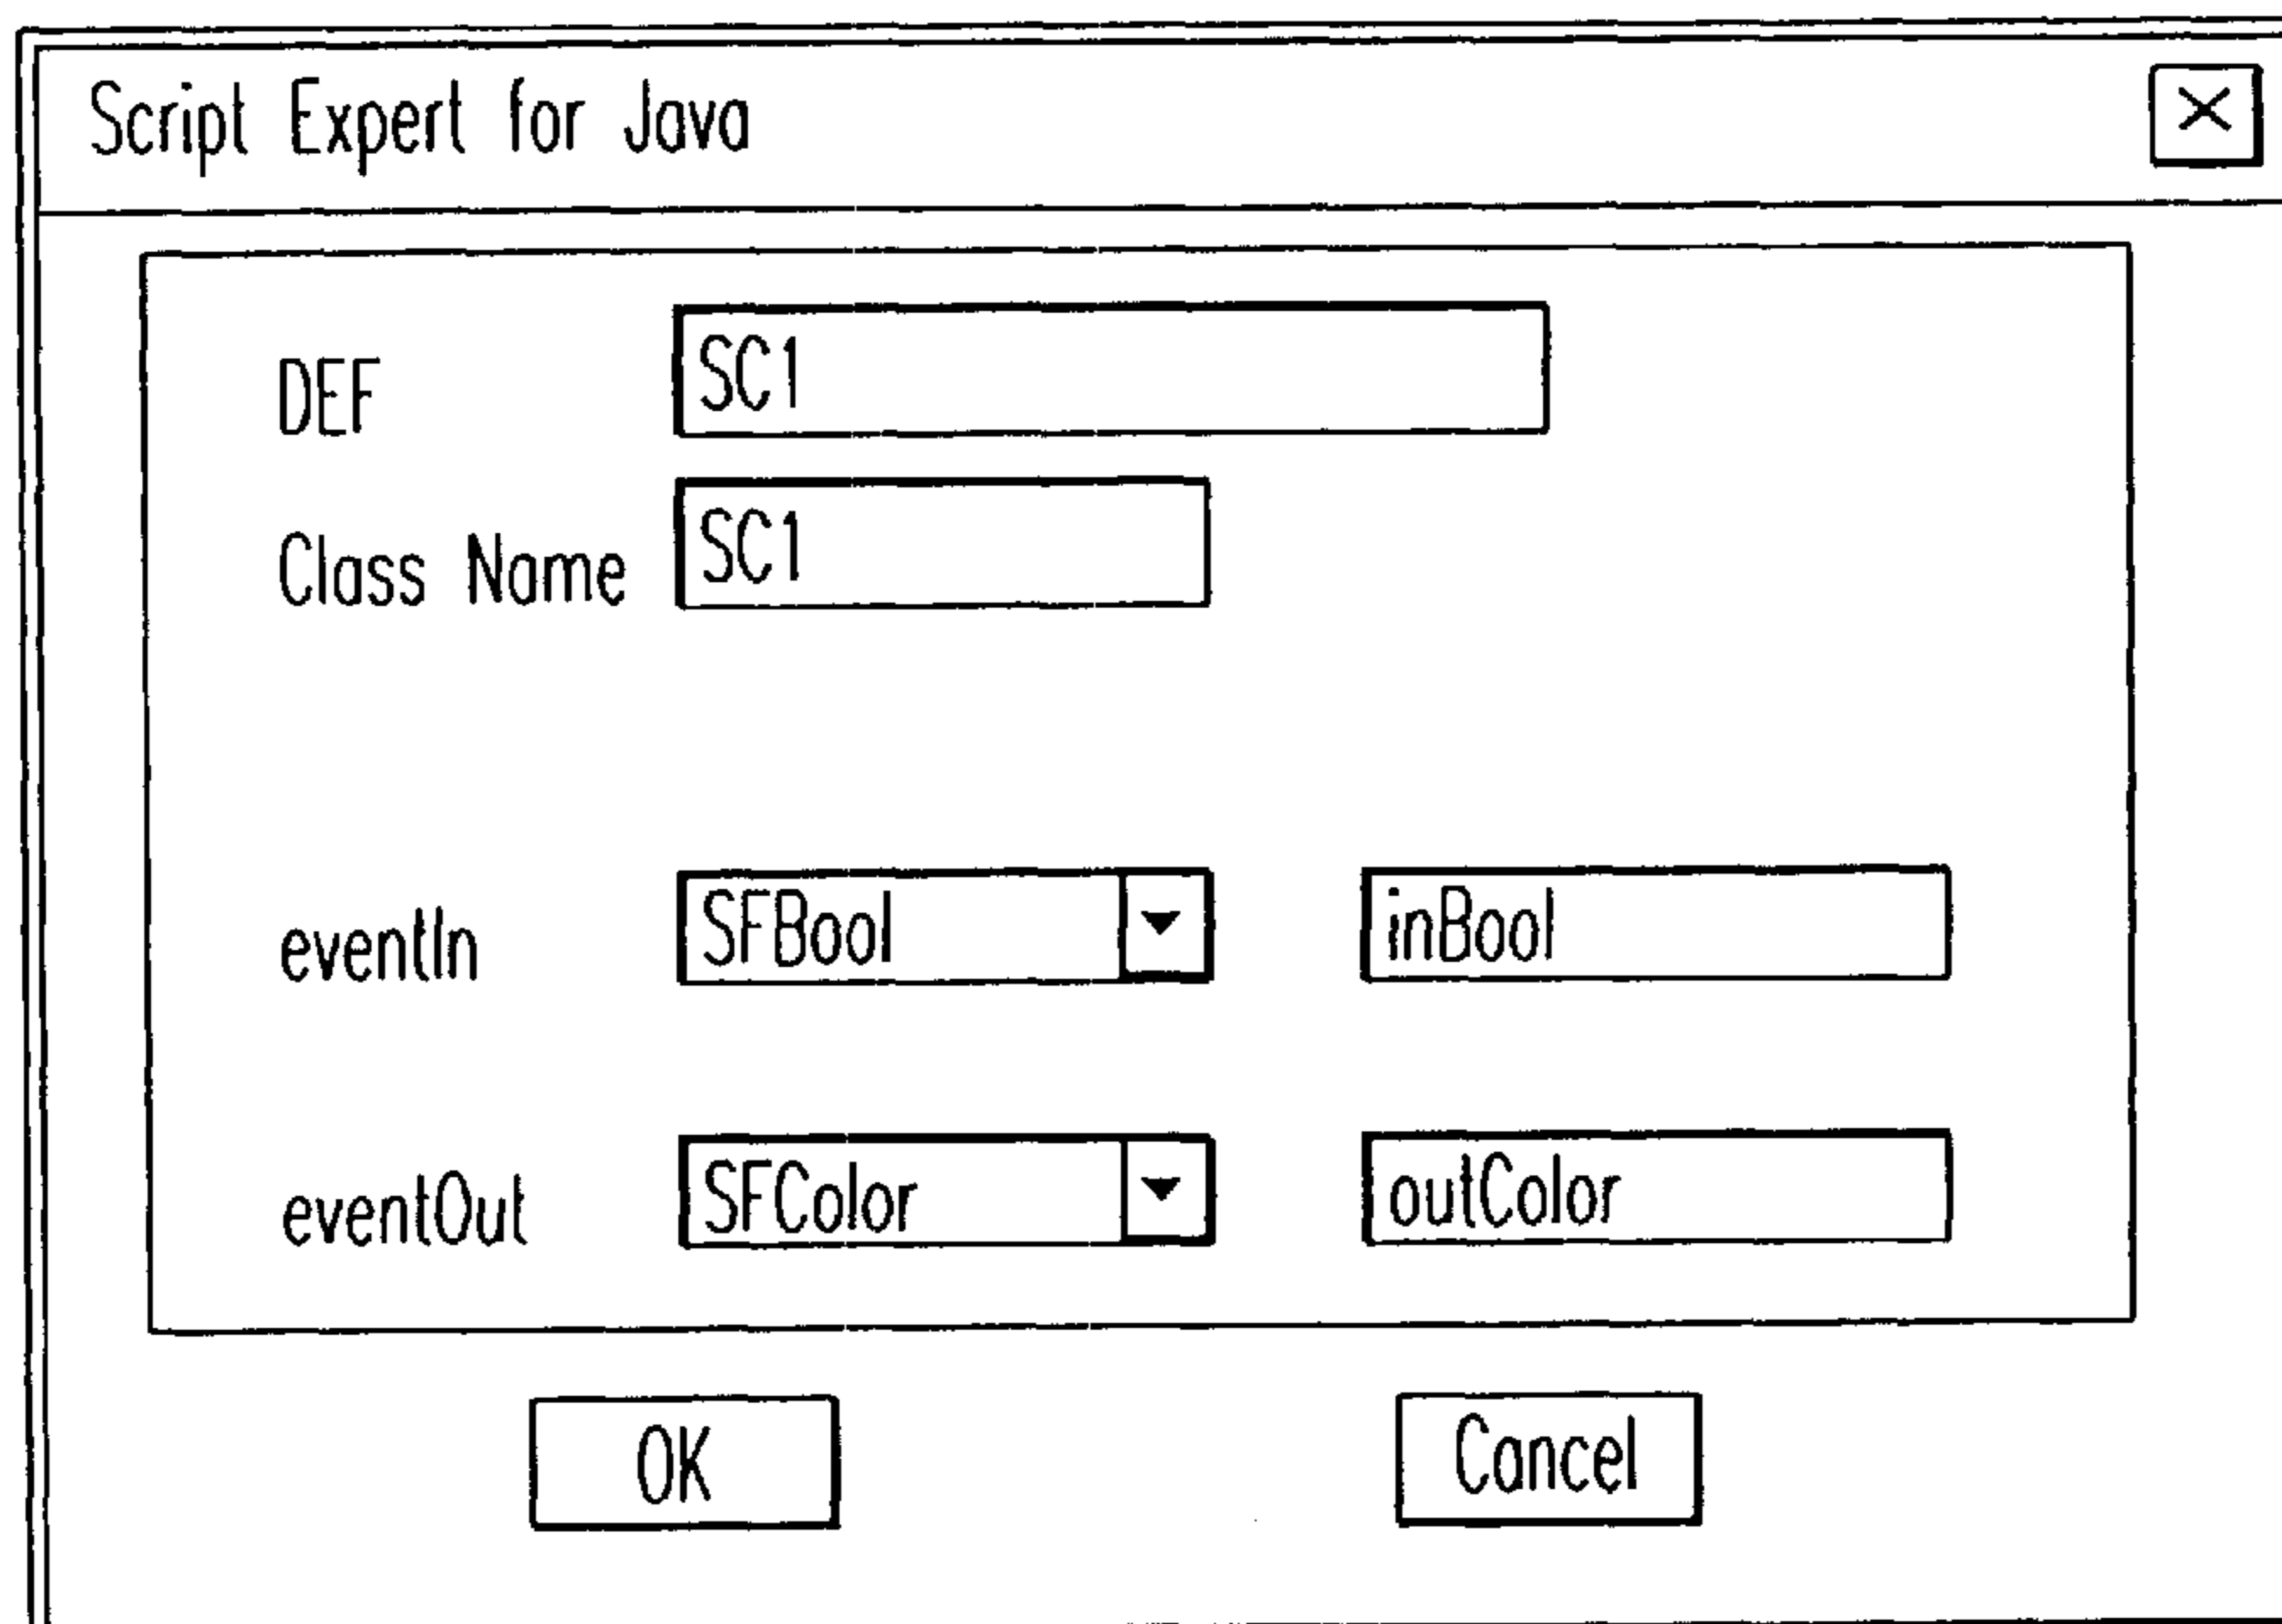 Script Expert for Java
DEF SC1
Class Name SC1
eventIn SFBool inBool
eventOut SFColor outColor
OK Cancel